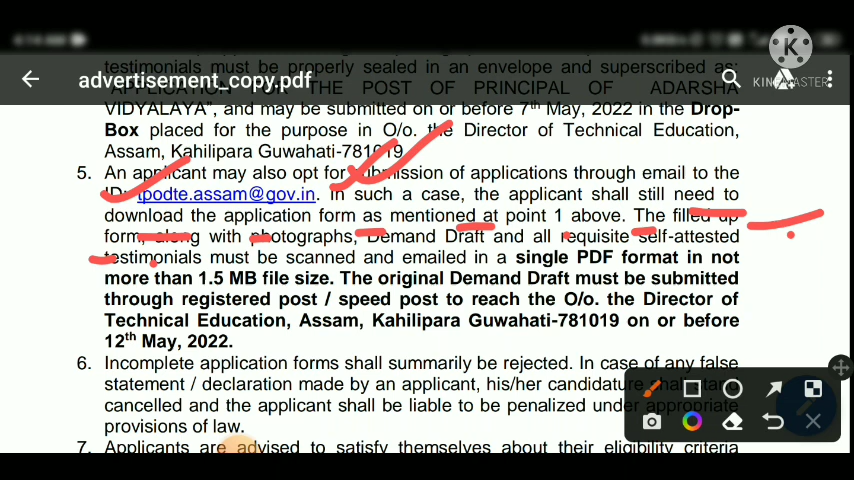 advertisement_copy.pdf
K
KINEMASTER
testimonials must be properly sealed in an envelope and superscribed as:
"APPLICATION FOR THE POST OF PRINCIPAL OF ADARSHA
VIDYALAYA", and may be submitted on or before 7th May, 2022 in the Drop-
Box placed for the purpose in O/o. the Director of Technical Education,
Assam, Kahilipara Guwahati-781019.
5. An applicant may also opt for submission of applications through email to the
tpodte.assam@gov.in. In such a case, the applicant shall still need to
download the application form as mentioned at point 1 above. The filled up
form, along with photographs, Demand Draft and all requisite self-attested
testimonials must be scanned and emailed in a single PDF format in not
more than 1.5 MB file size. The original Demand Draft must be submitted
through registered post / speed post to reach the O/o. the Director of
Technical Education, Assam, Kahilipara Guwahati-781019 on or before
12th May, 2022.
6. Incomplete application forms shall summarily be rejected. In case of any false
statement / declaration made by an applicant, his/her candidature shall stand
cancelled and the applicant shall be liable to be penalized under appropriate
provisions of law.
7. Applicants are advised to satisfy themselves about their eligibility criteria